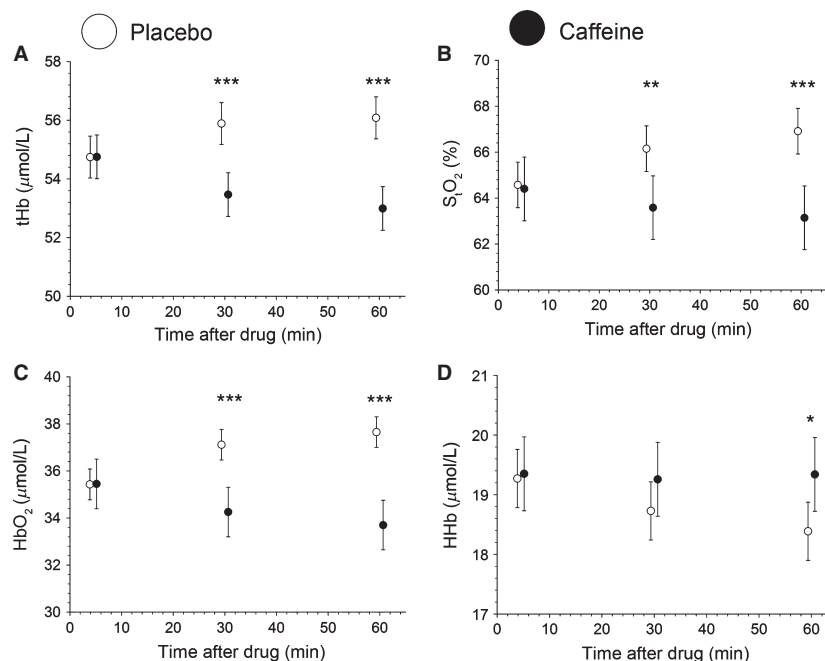 Placebo
Caffeine
A
58
56
54
52
50
tHb (μmol/L)
*** ***
0 10 20 30 40 50 60
Time after drug (min)
B
70
68
66
64
62
60
StO2 (%)
** ***
0 10 20 30 40 50 60
Time after drug (min)
C
40
38
36
34
32
30
HbO2 (μmol/L)
*** ***
0 10 20 30 40 50 60
Time after drug (min)
D
21
20
19
18
17
HHb (μmol/L)
*
0 10 20 30 40 50 60
Time after drug (min)